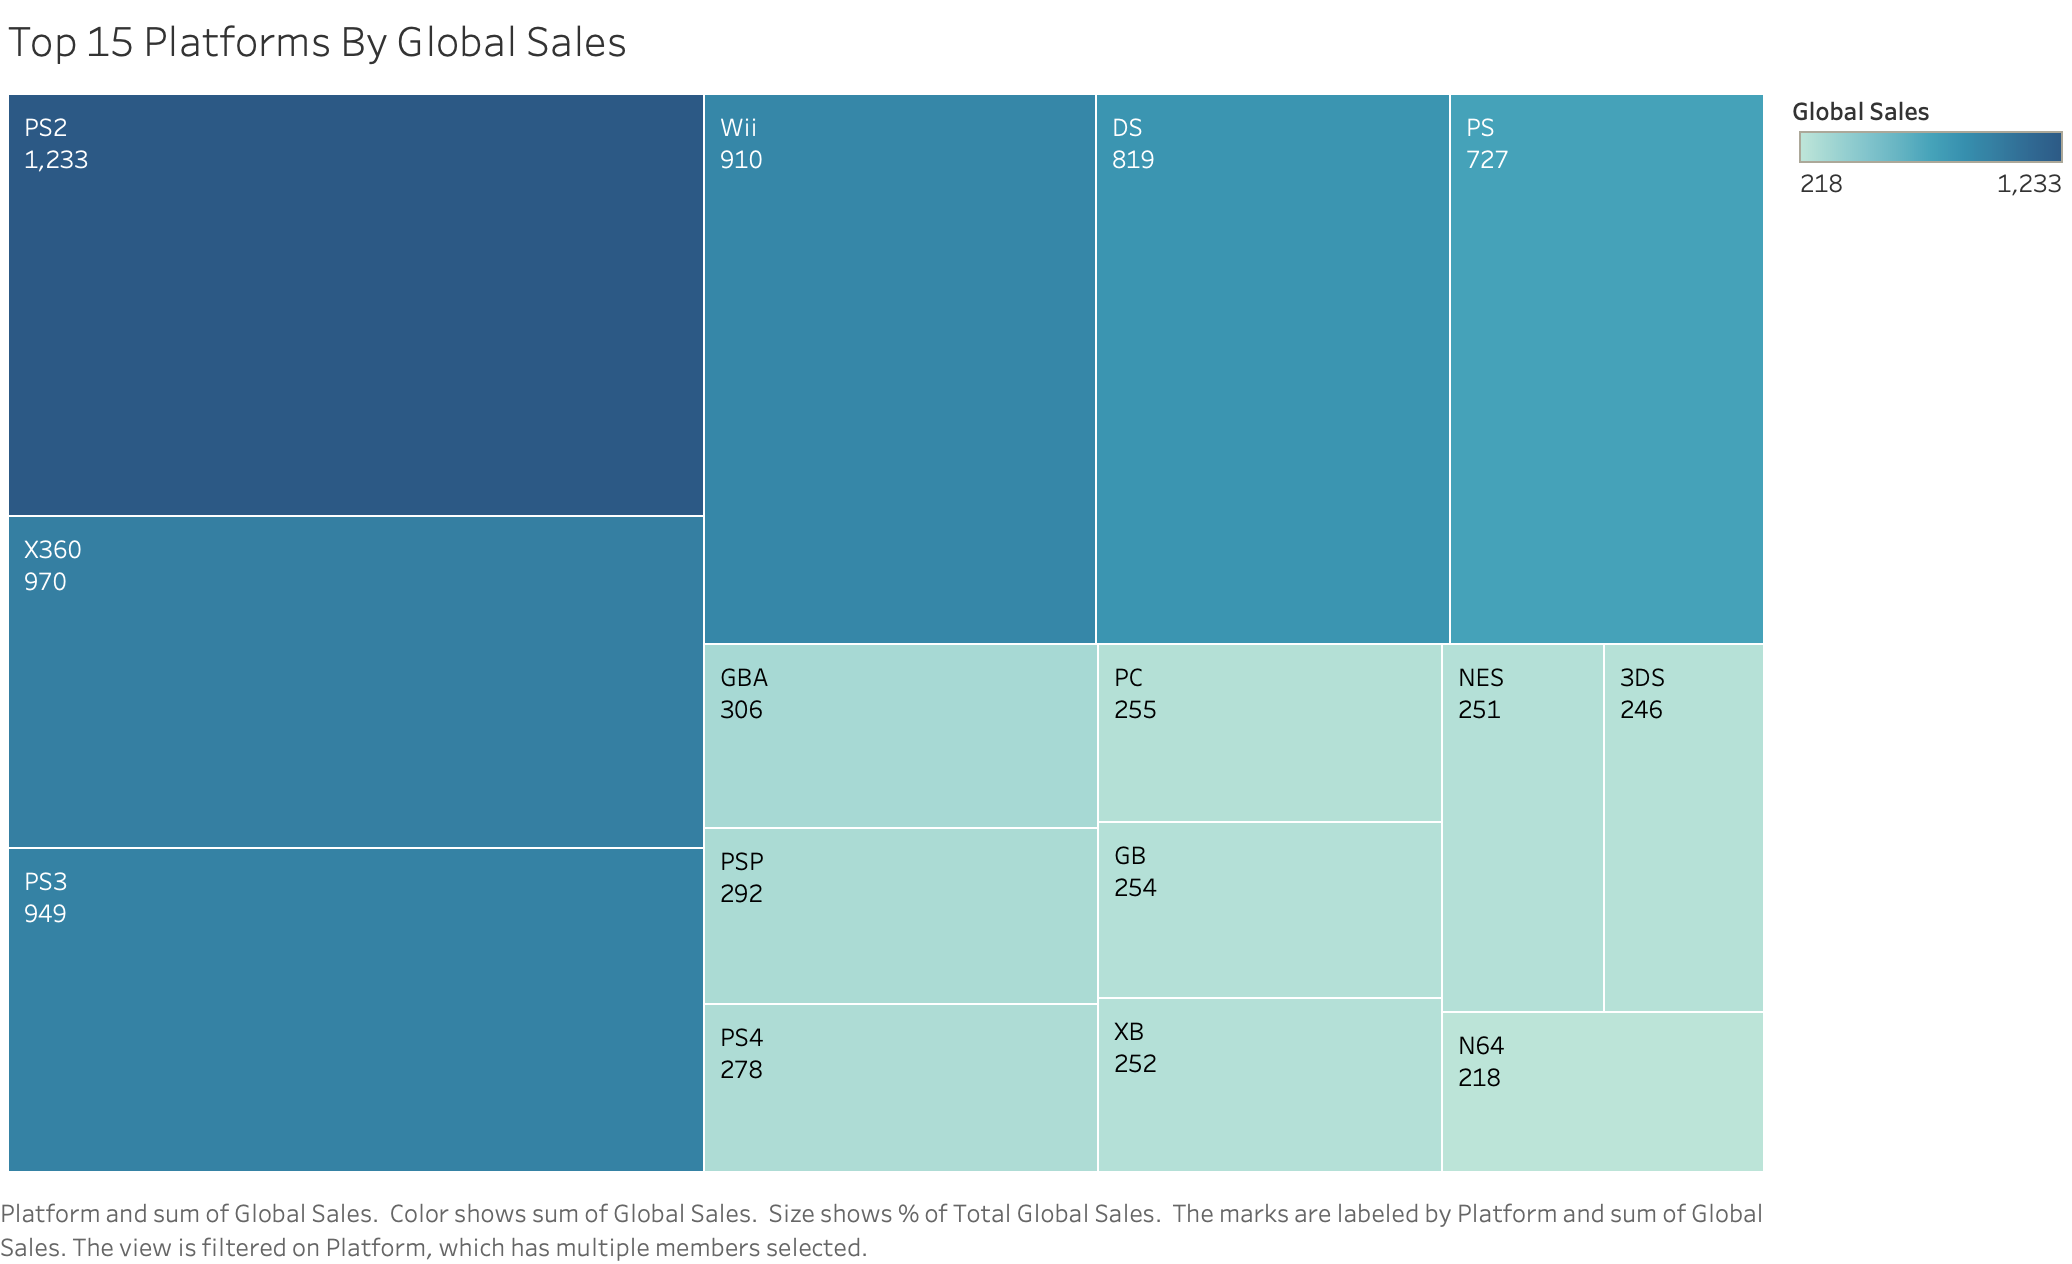 Top 15 Platforms By Global Sales
PS2
1,233
X360
970
PS3
949
Wii
910
DS
819
PS
727
GBA
306
PSP
292
PS4
278
PC
255
GB
254
XB
252
NES
251
3DS
246
N64
218
Global Sales
218 1,233
Platform and sum of Global Sales.  Color shows sum of Global Sales.  Size shows % of Total Global Sales.  The marks are labeled by Platform and sum of Global
Sales. The view is filtered on Platform, which has multiple members selected.